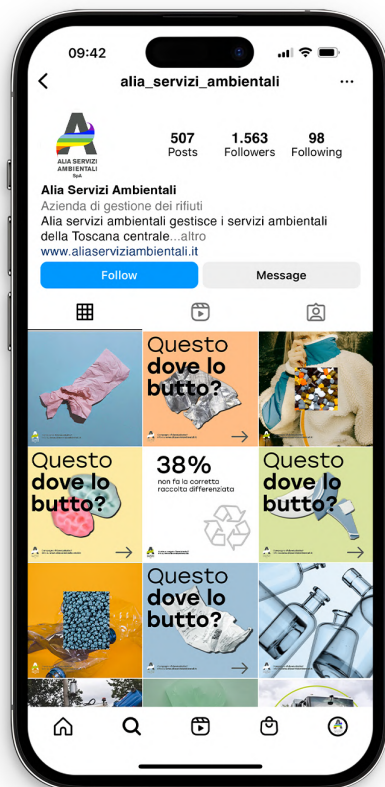 09:42
alia_servizi_ambientali
ALIA SERVIZI
AMBIENTALI
SpA
507 1.563 98
Posts Followers Following
Alia Servizi Ambientali
Azienda di gestione dei rifiuti
Alia servizi ambientali gestisce i servizi ambientali
della Toscana centrale...altro
www.aliaserviziambientali.it
Follow Message
Questo
dove lo
butto?
Questo
dove lo
butto?
38%
non fa la corretta
raccolta differenziata
Questo
dove lo
butto?
Questo
dove lo
butto?